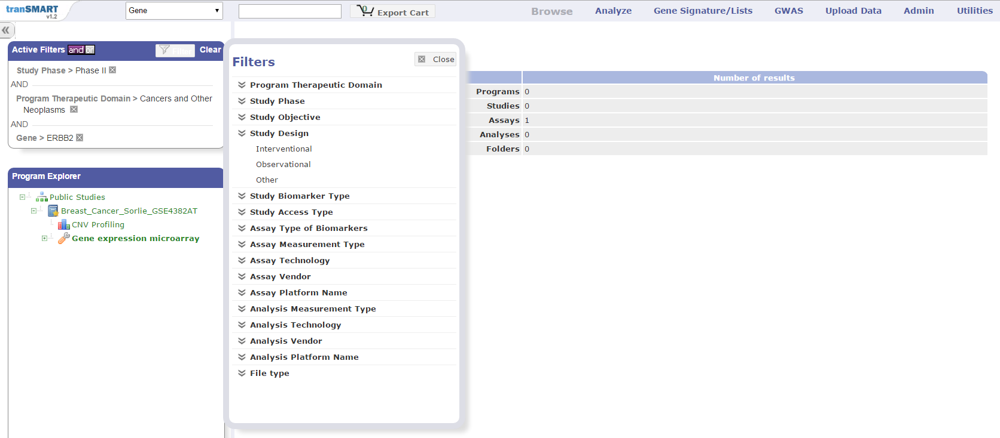 tranSMART
v1.2
Gene
0
Export Cart
Browse
Analyze
Gene Signature/Lists
GWAS
Upload Data
Admin
Utilities
Active Filters and or Filter Clear
Study Phase > Phase II
AND
Program Therapeutic Domain > Cancers and Other
Neoplasms
AND
Gene > ERBB2
Program Explorer
Public Studies
Breast_Cancer_Sorlie_GSE4382AT
CNV Profiling
Gene expression microarray
Filters
Close
Program Therapeutic Domain
Study Phase
Study Objective
Study Design
Interventional
Observational
Other
Study Biomarker Type
Study Access Type
Assay Type of Biomarkers
Assay Measurement Type
Assay Technology
Assay Vendor
Assay Platform Name
Analysis Measurement Type
Analysis Technology
Analysis Vendor
Analysis Platform Name
File type
Number of results
Programs 0
Studies 0
Assays 1
Analyses 0
Folders 0